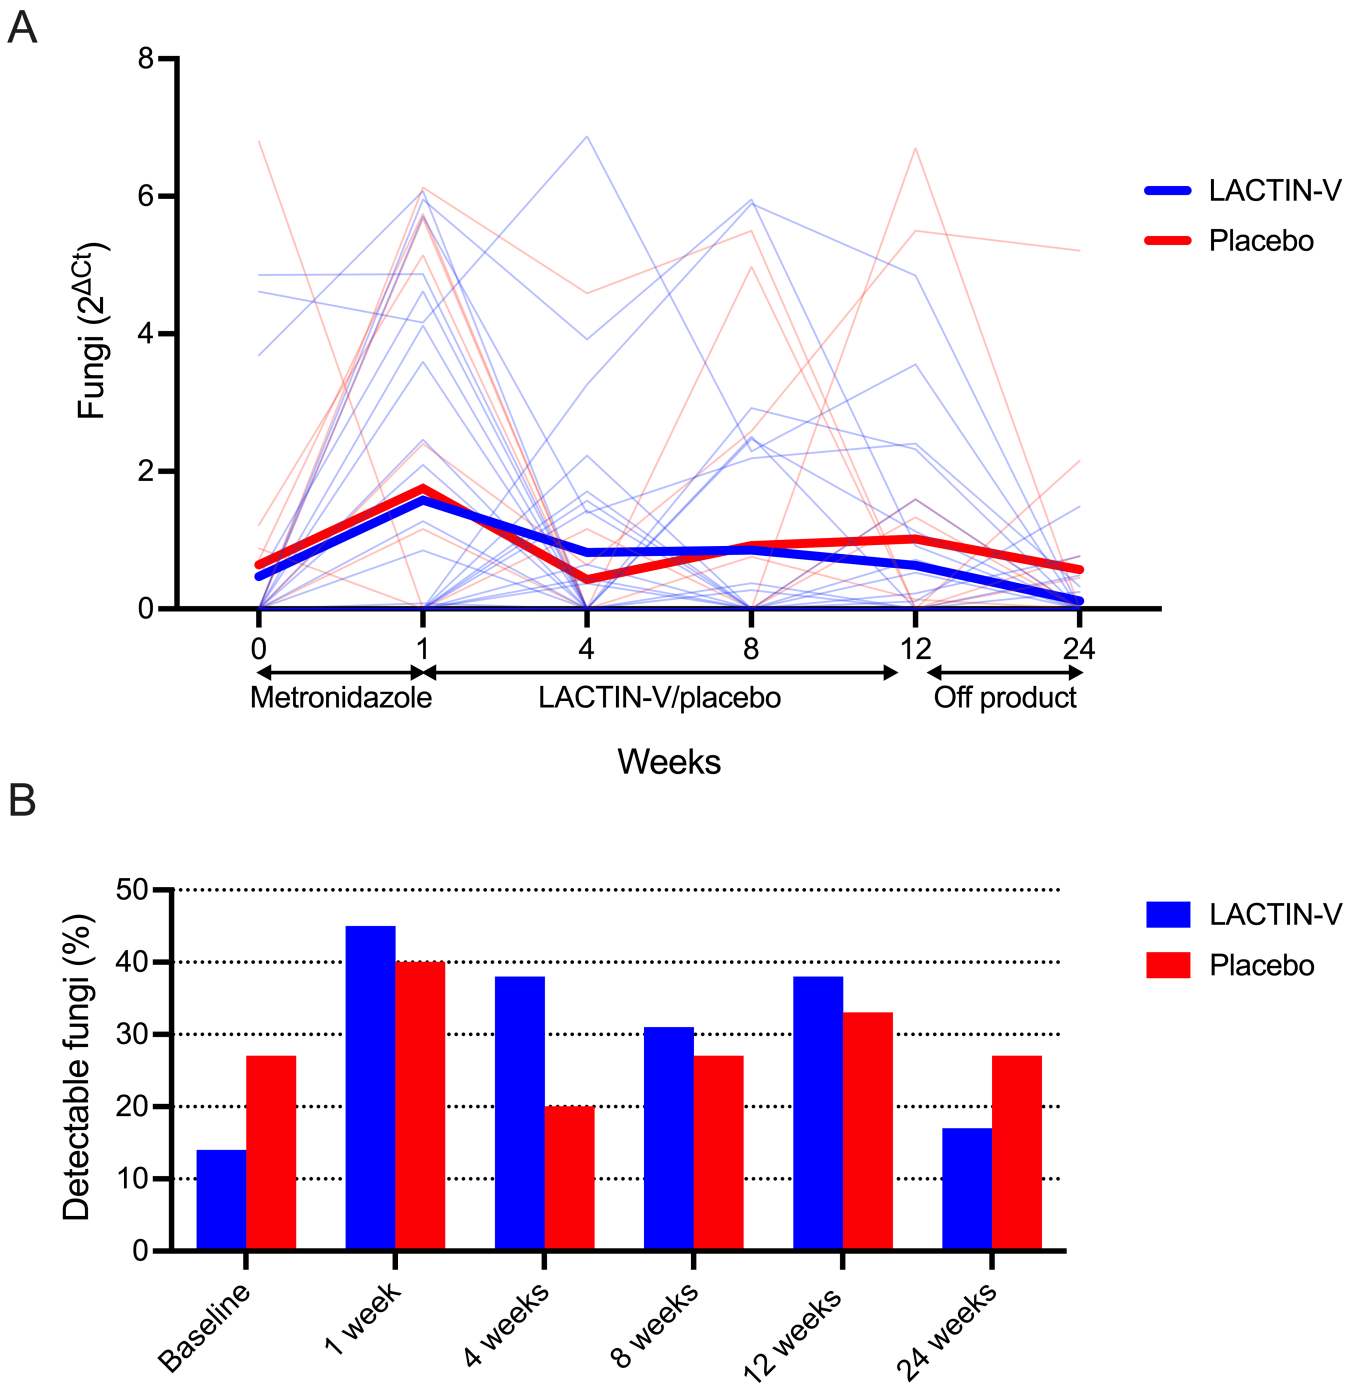 A
8
6
4
2
0
Fungi (2^ΔCt)
LACTIN-V
Placebo
0 1 4 8 12 24
Metronidazole LACTIN-V/placebo Off product
Weeks
B
50
40
30
20
10
0
Detectable fungi (%)
LACTIN-V
Placebo
Baseline 1 week 4 weeks 8 weeks 12 weeks 24 weeks